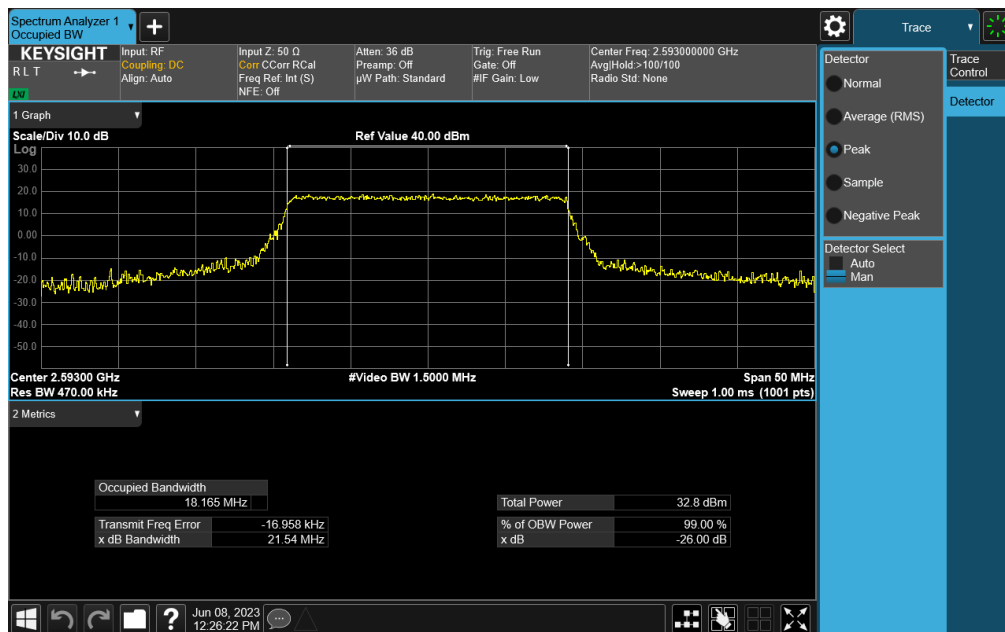 Spectrum Analyzer 1
Occupied BW
Trace
KEYSIGHT
R L T
LXI
Input: RF
Coupling: DC
Align: Auto
Input Z: 50 Ω
Corr CCorr RCal
Freq Ref: Int (S)
NFE: Off
Atten: 36 dB
Preamp: Off
µW Path: Standard
Trig: Free Run
Gate: Off
#IF Gain: Low
Center Freq: 2.593000000 GHz
Avg|Hold:>100/100
Radio Std: None
1 Graph
Scale/Div 10.0 dB
Ref Value 40.00 dBm
Log
30.0
20.0
10.0
0.00
-10.0
-20.0
-30.0
-40.0
-50.0
Center 2.59300 GHz
#Video BW 1.5000 MHz
Span 50 MHz
Res BW 470.00 kHz
Sweep 1.00 ms (1001 pts)
2 Metrics
Occupied Bandwidth
18.165 MHz
Transmit Freq Error -16.958 kHz
x dB Bandwidth 21.54 MHz
Total Power 32.8 dBm
% of OBW Power 99.00 %
x dB -26.00 dB
Detector
Normal
Average (RMS)
Peak
Sample
Negative Peak
Detector Select
Auto
Man
Trace
Control
Detector
?
Jun 08, 2023
12:26:22 PM